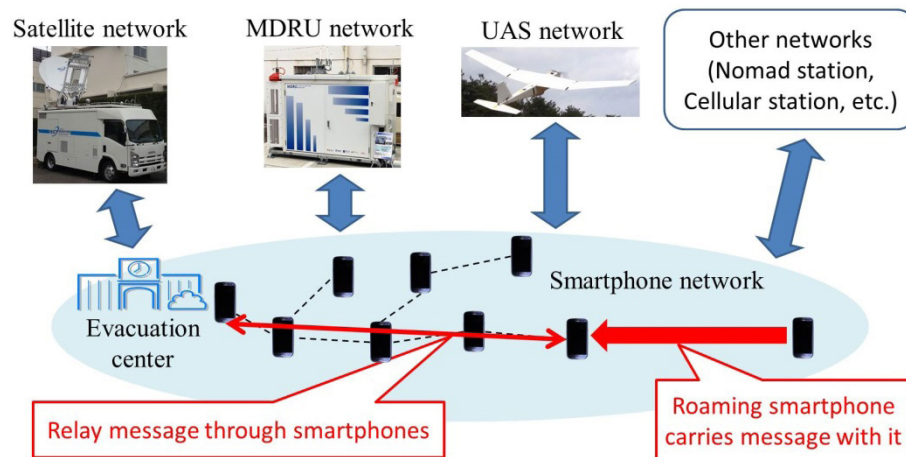 Satellite network
MDRU network
UAS network
Other networks
(Nomad station,
Cellular station, etc.)
Smartphone network
Evacuation
center
Relay message through smartphones
Roaming smartphone
carries message with it